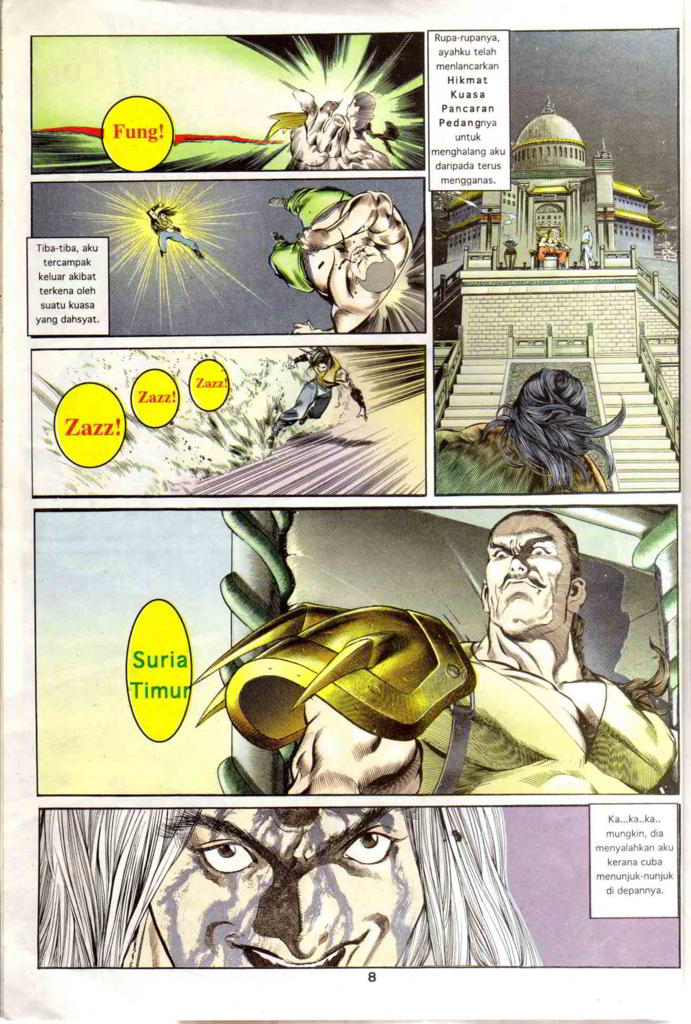 Fung!
Tiba-tiba, aku
tercampak
keluar akibat
terkena oleh
suatu kuasa
yang dahsyat.
Zazz!
Zazz!
Zazz!
Rupa-rupanya,
ayahku telah
menlancarkan
Hikmat
Kuasa
Pancaran
Pedangnya
untuk
menghalang aku
daripada terus
mengganas.
Suria
Timur
Ka...ka..ka..
mungkin, dia
menyalahkan aku
kerana cuba
menunjuk-nunjuk
di depannya.
8